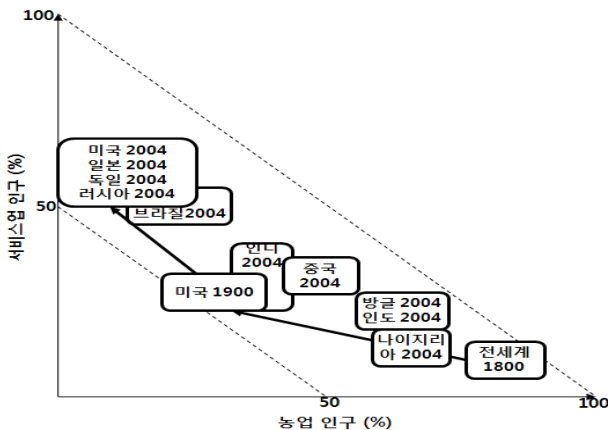 100
서비스업 인구 (%)
미국 2004
일본 2004
독일 2004
러시아 2004
50
브라질2004
인니
2004
중국
2004
미국 1900
방글 2004
인도 2004
나이지리
아 2004
전세계
1800
50
100
농업 인구 (%)